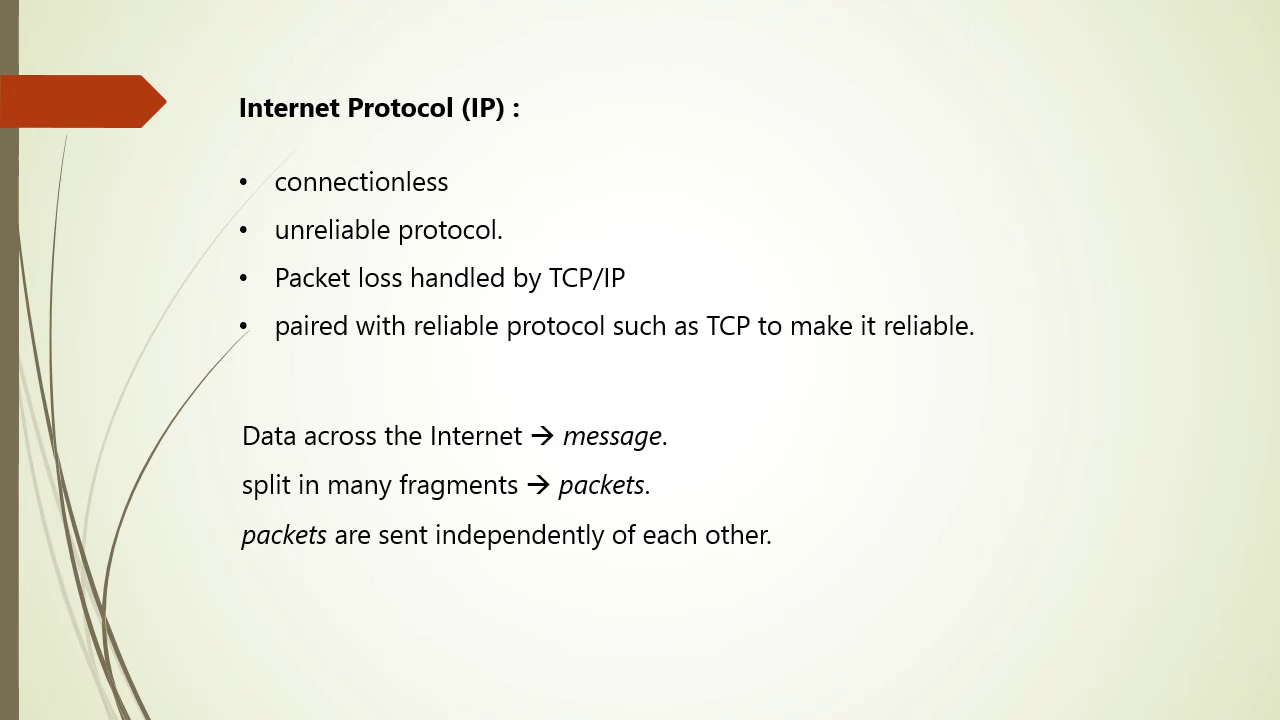 Internet Protocol (IP) :
• connectionless
• unreliable protocol.
• Packet loss handled by TCP/IP
• paired with reliable protocol such as TCP to make it reliable.
Data across the Internet → message.
split in many fragments → packets.
packets are sent independently of each other.